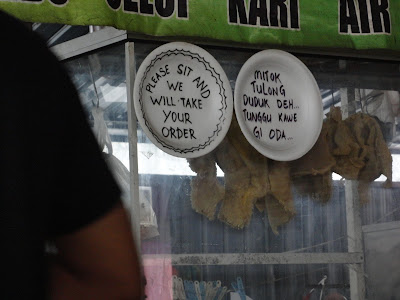 KARI AIR
PLEASE SIT AND
WE
WILL TAKE
YOUR
ORDER
MITOK
TULONG
DUDUK DEH...
TUNGGU KAWE
GI ODA...